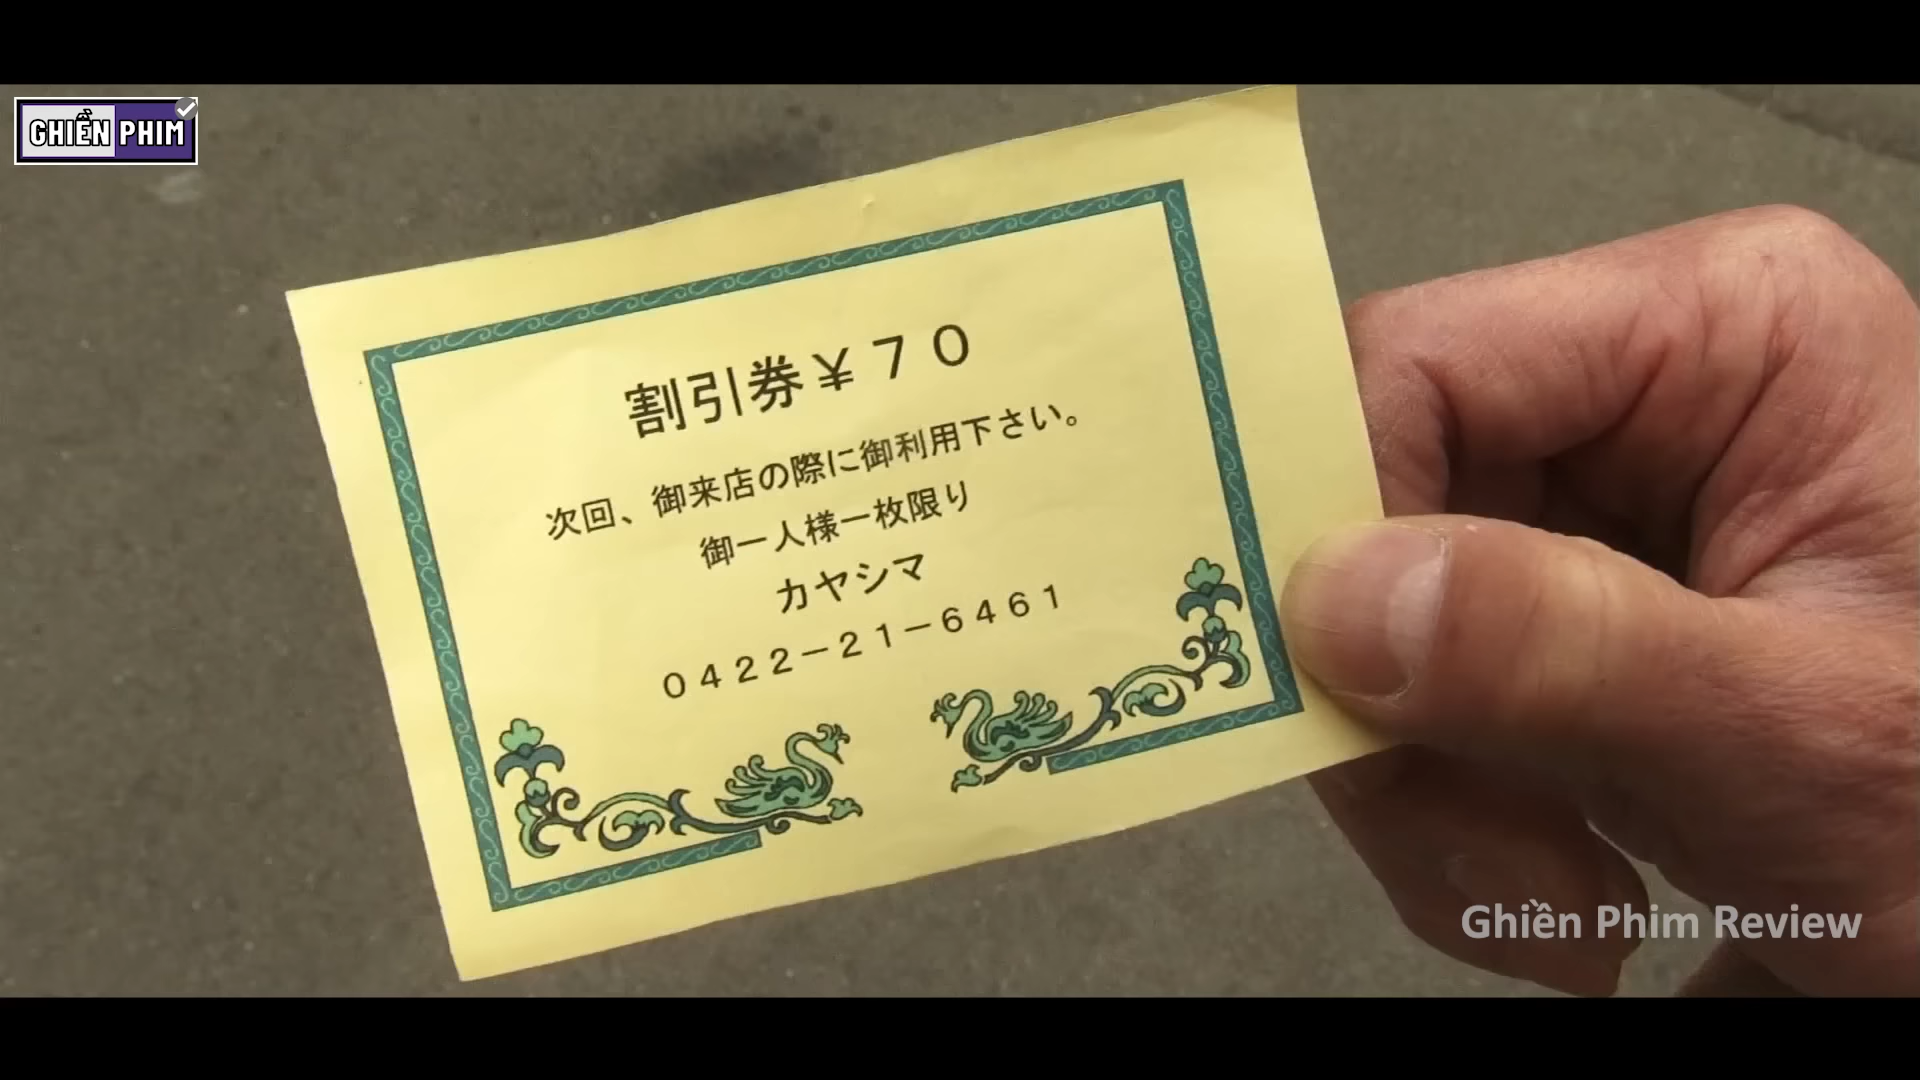 GHIỀN PHIM
割引券￥７０
次回、御来店の際に御利用下さい。
御一人様一枚限り
カヤシマ
０４２２－２１－６４６１
Ghiền Phim Review